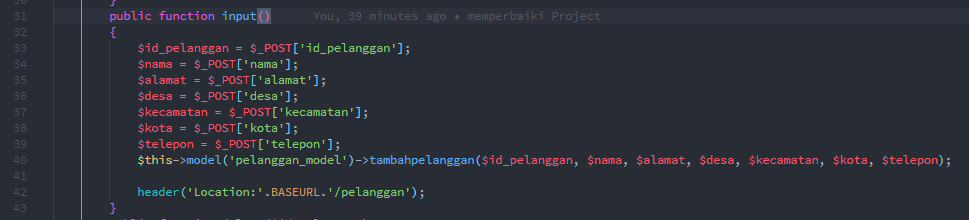 30 }
31 public function input() You, 39 minutes ago • memperbaiki Project
32 {
33 $id_pelanggan = $_POST['id_pelanggan'];
34 $nama = $_POST['nama'];
35 $alamat = $_POST['alamat'];
36 $desa = $_POST['desa'];
37 $kecamatan = $_POST['kecamatan'];
38 $kota = $_POST['kota'];
39 $telepon = $_POST['telepon'];
40 $this->model('pelanggan_model')->tambahpelanggan($id_pelanggan, $nama, $alamat, $desa, $kecamatan, $kota, $telepon);
41
42 header('Location:'.BASEURL.'/pelanggan');
43 }